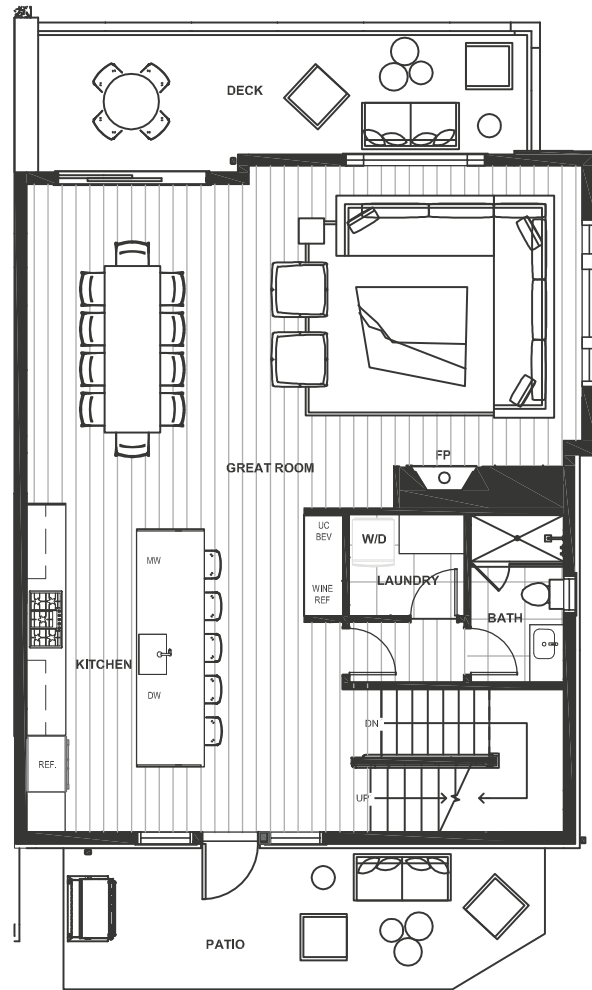 DECK
GREAT ROOM
FP
UC
BEV
W/D
MW
LAUNDRY
WINE
REF
BATH
KITCHEN
DW
DN
REF.
UP
PATIO